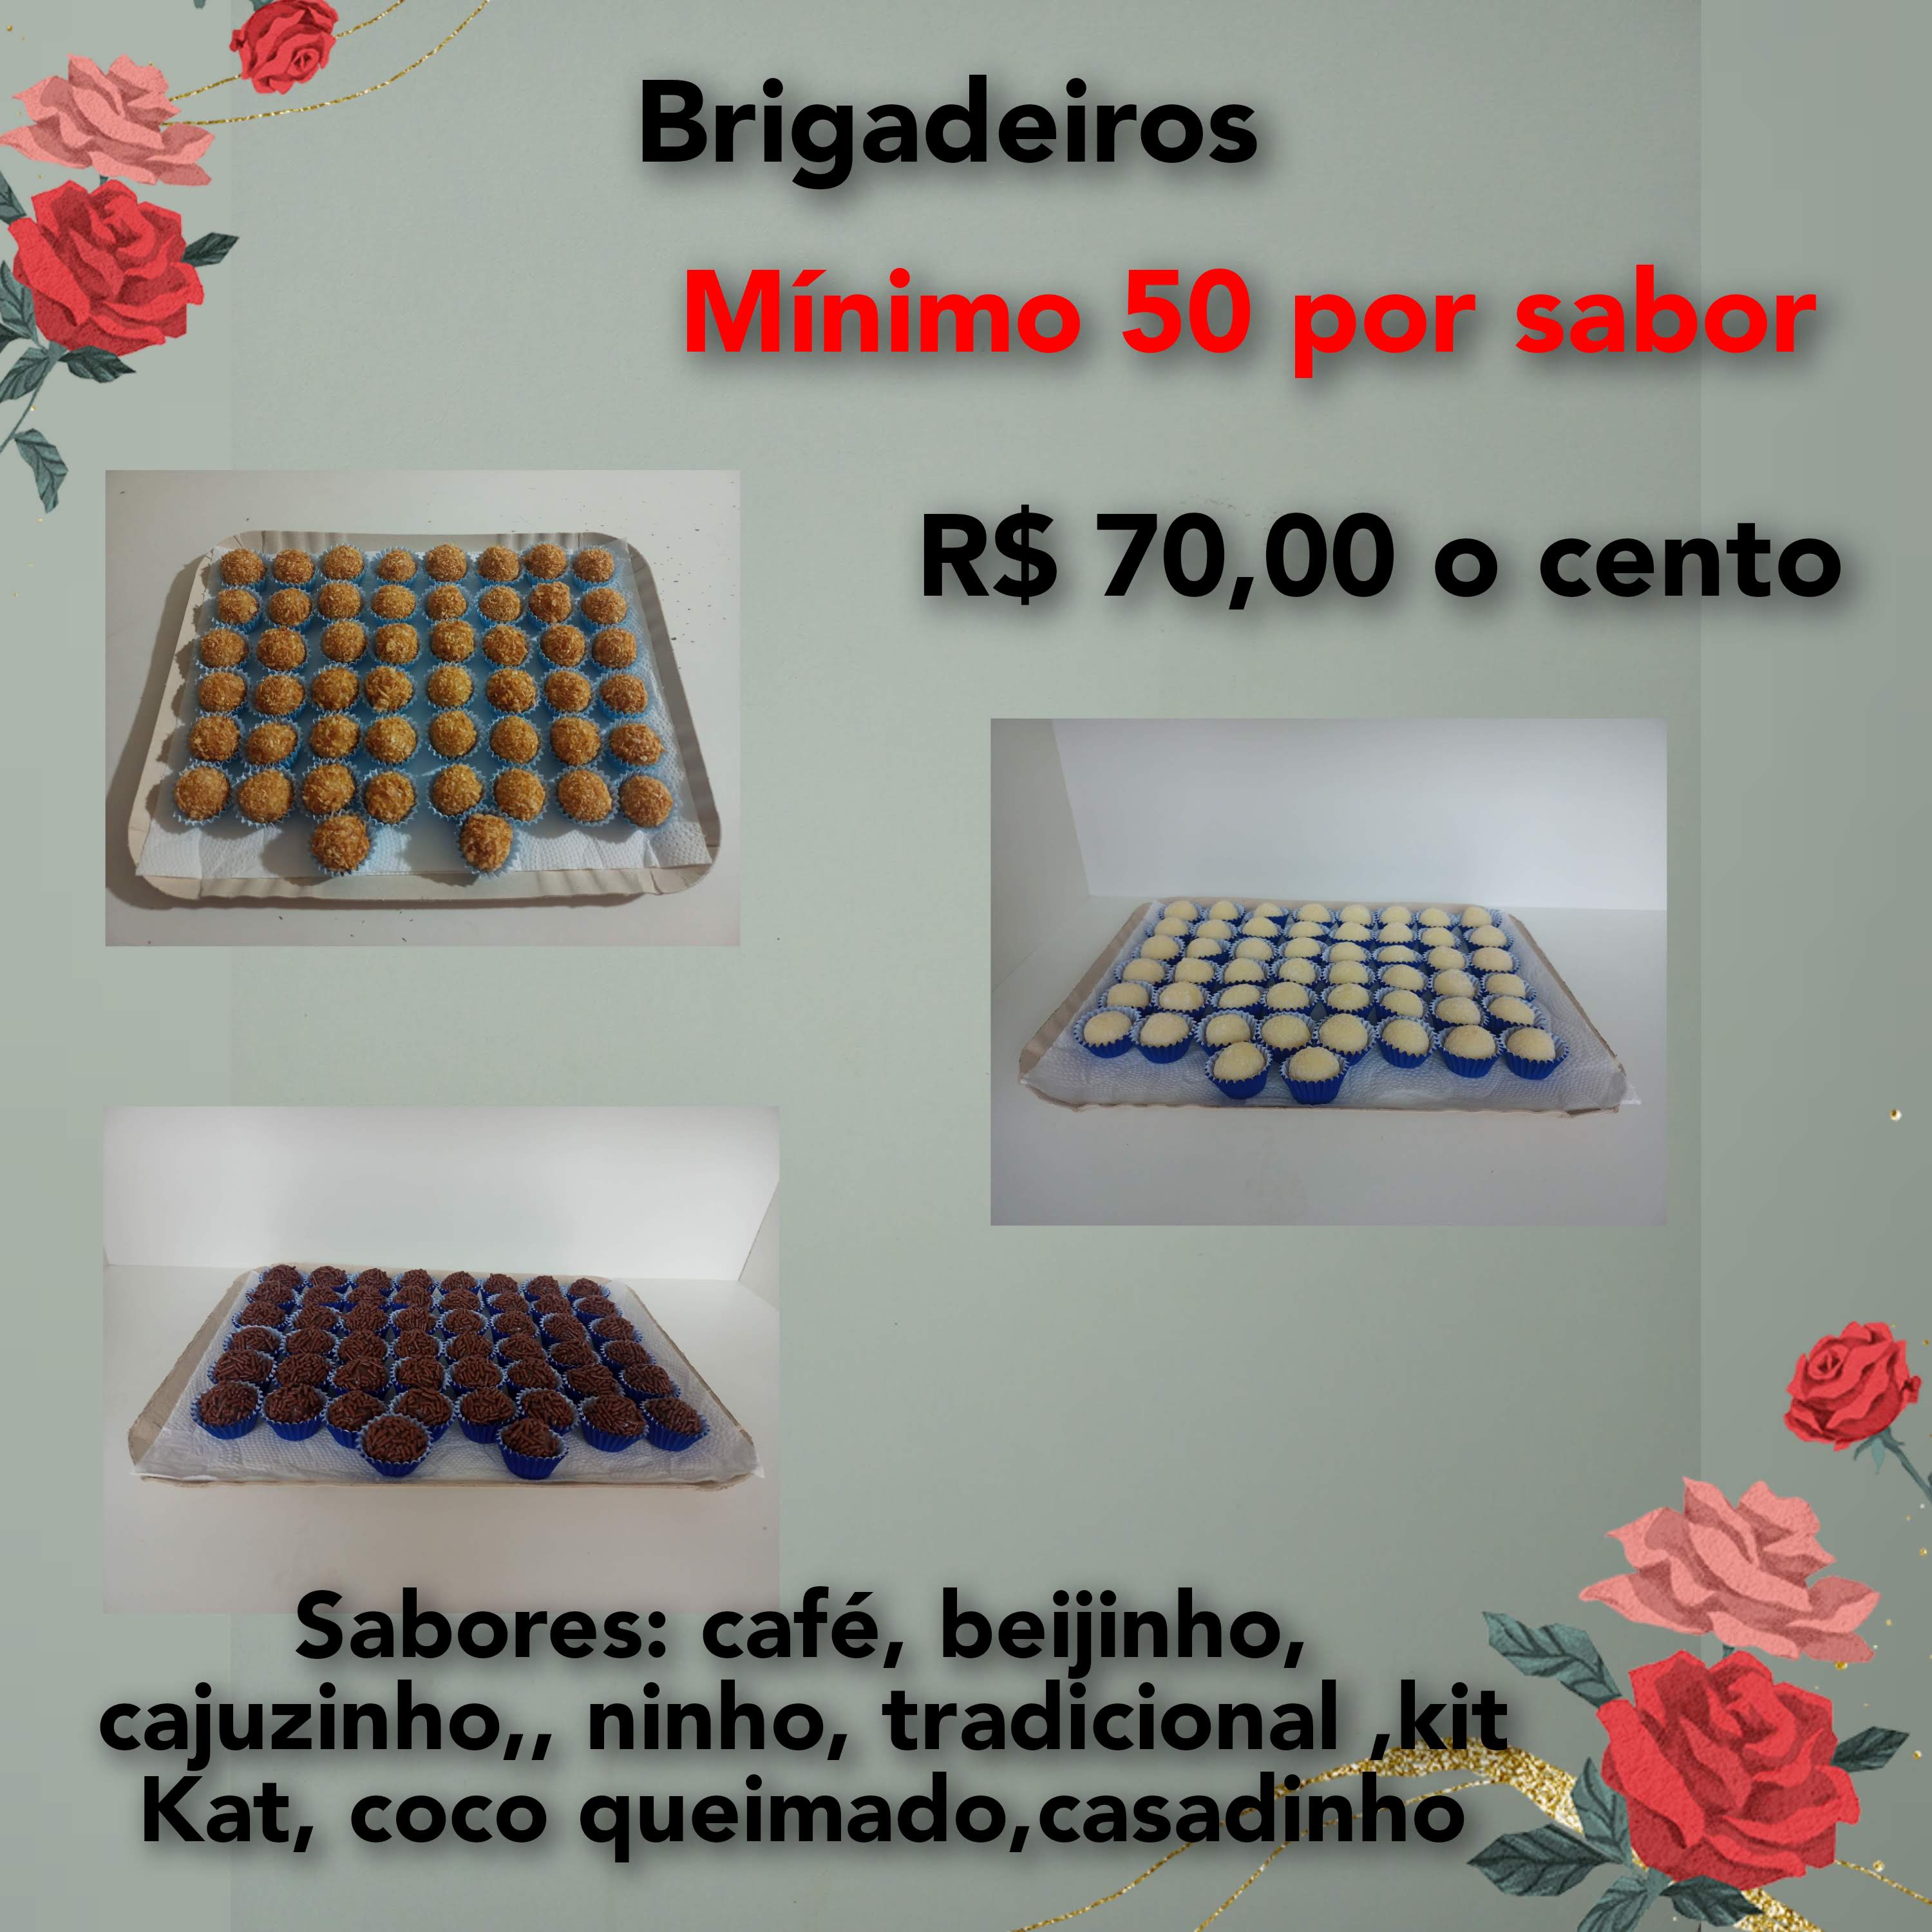 Brigadeiros
Mínimo 50 por sabor
R$ 70,00 o cento
Sabores: café, beijinho,
cajuzinho,, ninho, tradicional ,kit
Kat, coco queimado,casadinho